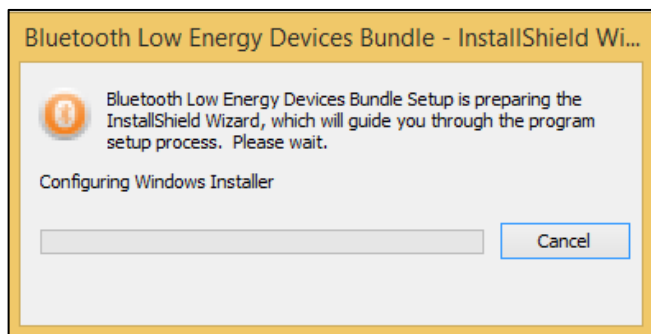 Bluetooth Low Energy Devices Bundle - InstallShield Wi...
Bluetooth Low Energy Devices Bundle Setup is preparing the
InstallShield Wizard, which will guide you through the program
setup process.  Please wait.
Configuring Windows Installer
Cancel